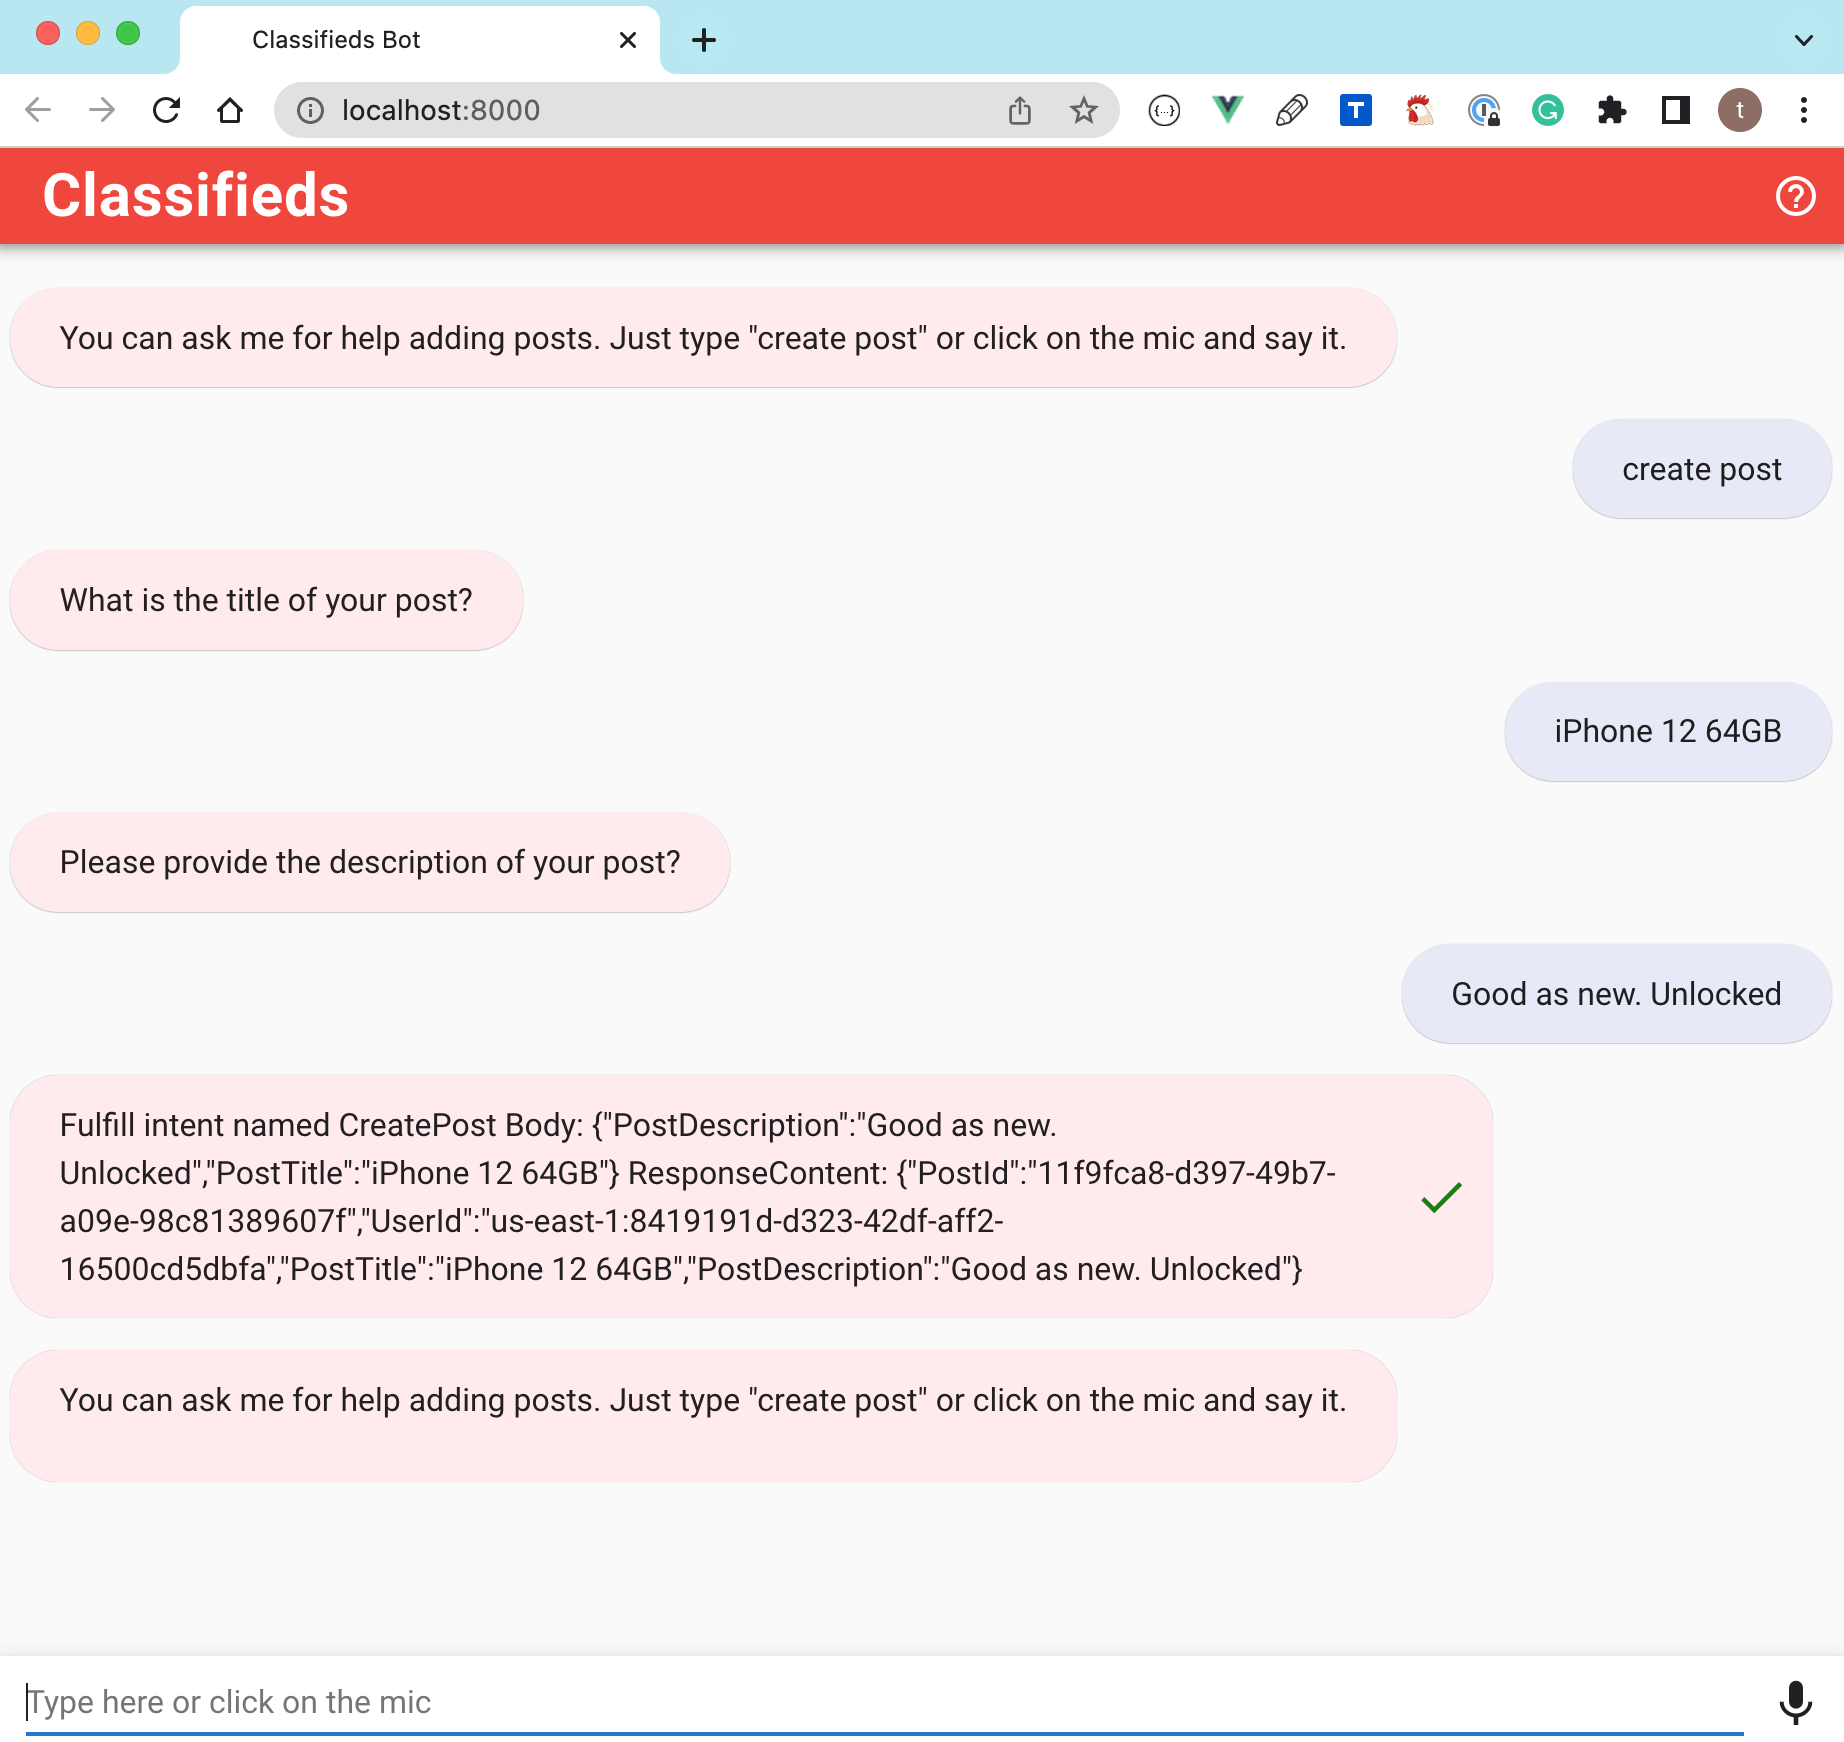 Classifieds Bot
localhost:8000
{...}
T
G
t
Classifieds
?
You can ask me for help adding posts. Just type "create post" or click on the mic and say it.
create post
What is the title of your post?
iPhone 12 64GB
Please provide the description of your post?
Good as new. Unlocked
Fulfill intent named CreatePost Body: {"PostDescription":"Good as new.
Unlocked","PostTitle":"iPhone 12 64GB"} ResponseContent: {"PostId":"11f9fca8-d397-49b7-
a09e-98c81389607f","UserId":"us-east-1:8419191d-d323-42df-aff2-
16500cd5dbfa","PostTitle":"iPhone 12 64GB","PostDescription":"Good as new. Unlocked"}
You can ask me for help adding posts. Just type "create post" or click on the mic and say it.
Type here or click on the mic